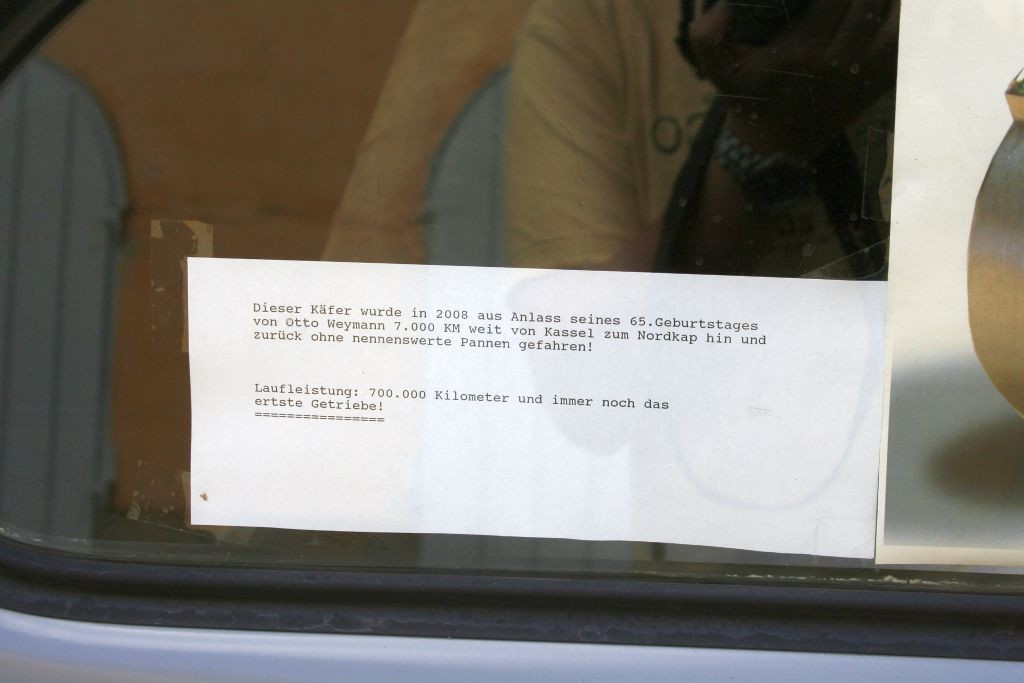 Dieser Käfer wurde in 2008 aus Anlass seines 65.Geburtstages
von Otto Weymann 7.000 KM weit von Kassel zum Nordkap hin und
zurück ohne nennenswerte Pannen gefahren!
Laufleistung: 700.000 Kilometer und immer noch das
ertste Getriebe!
================